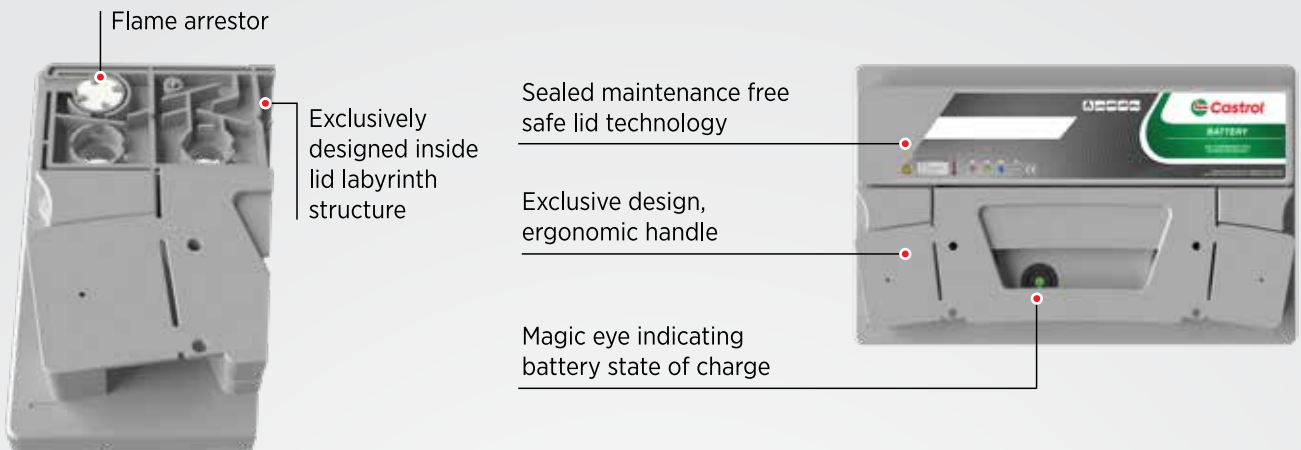 Flame arrestor
Exclusively
designed inside
lid labyrinth
structure
Sealed maintenance free
safe lid technology
Exclusive design,
ergonomic handle
Magic eye indicating
battery state of charge
Castrol
BATTERY